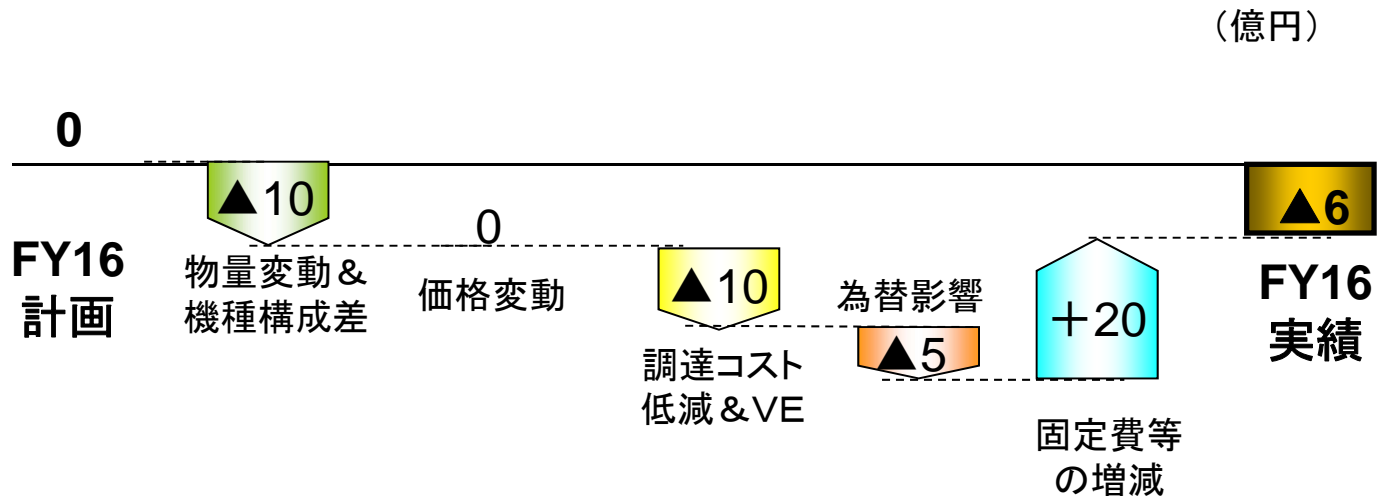 （億円）
0
FY16
計画
▲10
物量変動＆
機種構成差
0
価格変動
▲10
調達コスト
低減＆VE
為替影響
▲5
＋20
固定費等
の増減
▲6
FY16
実績